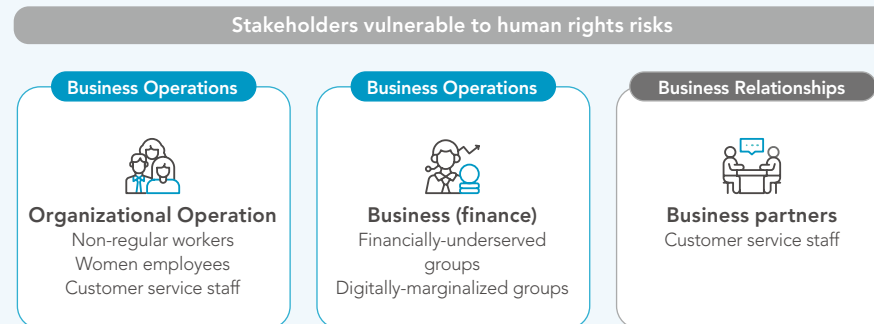 Stakeholders vulnerable to human rights risks
Business Operations
Organizational Operation
Non-regular workers
Women employees
Customer service staff
Business Operations
Business (finance)
Financially-underserved
groups
Digitally-marginalized groups
Business Relationships
Business partners
Customer service staff